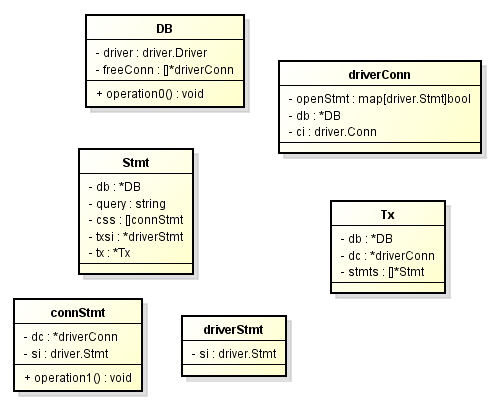 DB
- driver : driver.Driver
- freeConn : []*driverConn
+ operation0() : void
driverConn
- openStmt : map[driver.Stmt]bool
- db : *DB
- ci : driver.Conn
Stmt
- db : *DB
- query : string
- css : []connStmt
- txsi : *driverStmt
- tx : *Tx
Tx
- db : *DB
- dc : *driverConn
- stmts : []*Stmt
connStmt
- dc : *driverConn
- si : driver.Stmt
+ operation1() : void
driverStmt
- si : driver.Stmt